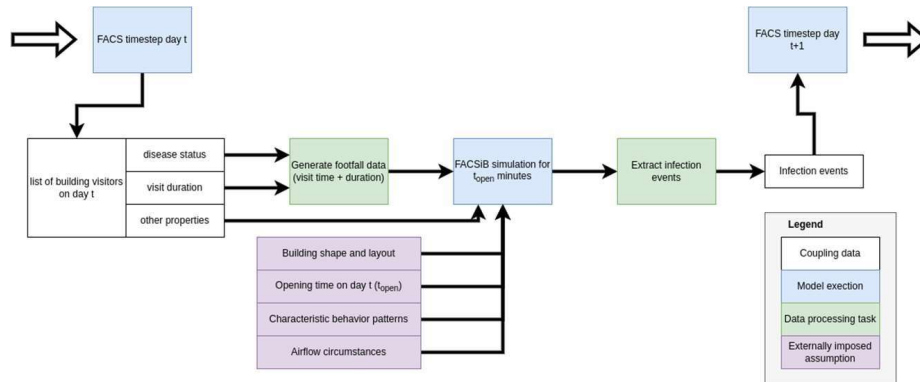 FACS timestep day t
FACS timestep day
t+1
list of building visitors
on day t
disease status
visit duration
other properties
Generate footfall data
(visit time + duration)
FACSiB simulation for
t_open minutes
Extract infection
events
Infection events
Building shape and layout
Opening time on day t (t_open)
Characteristic behavior patterns
Airflow circumstances
Legend
Coupling data
Model exection
Data processing task
Externally imposed
assumption